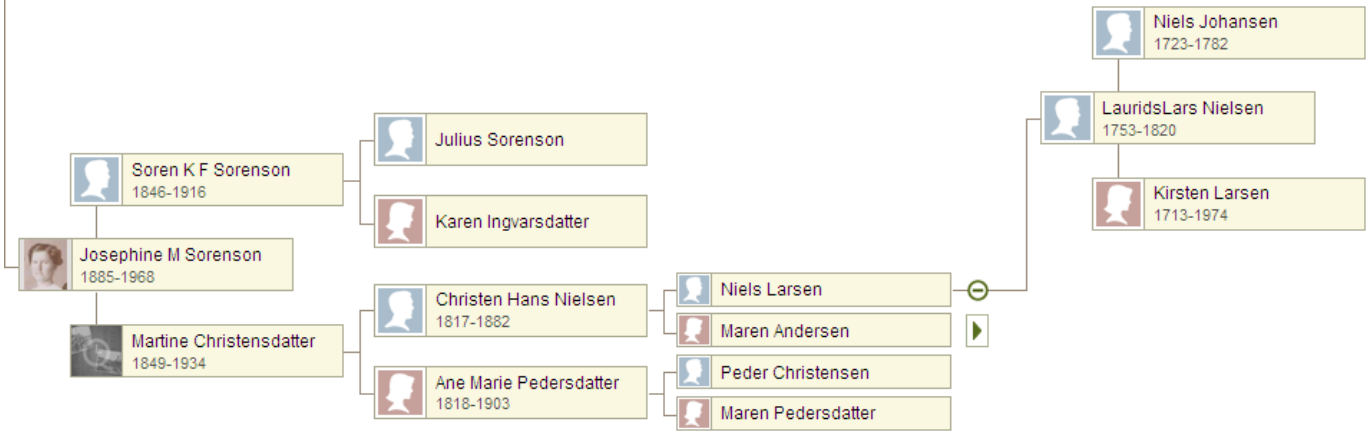 Niels Johansen
1723-1782
LauridsLars Nielsen
1753-1820
Kirsten Larsen
1713-1974
Julius Sorenson
Soren K F Sorenson
1846-1916
Karen Ingvarsdatter
Josephine M Sorenson
1885-1968
Christen Hans Nielsen
1817-1882
Niels Larsen
Maren Andersen
Martine Christensdatter
1849-1934
Ane Marie Pedersdatter
1818-1903
Peder Christensen
Maren Pedersdatter